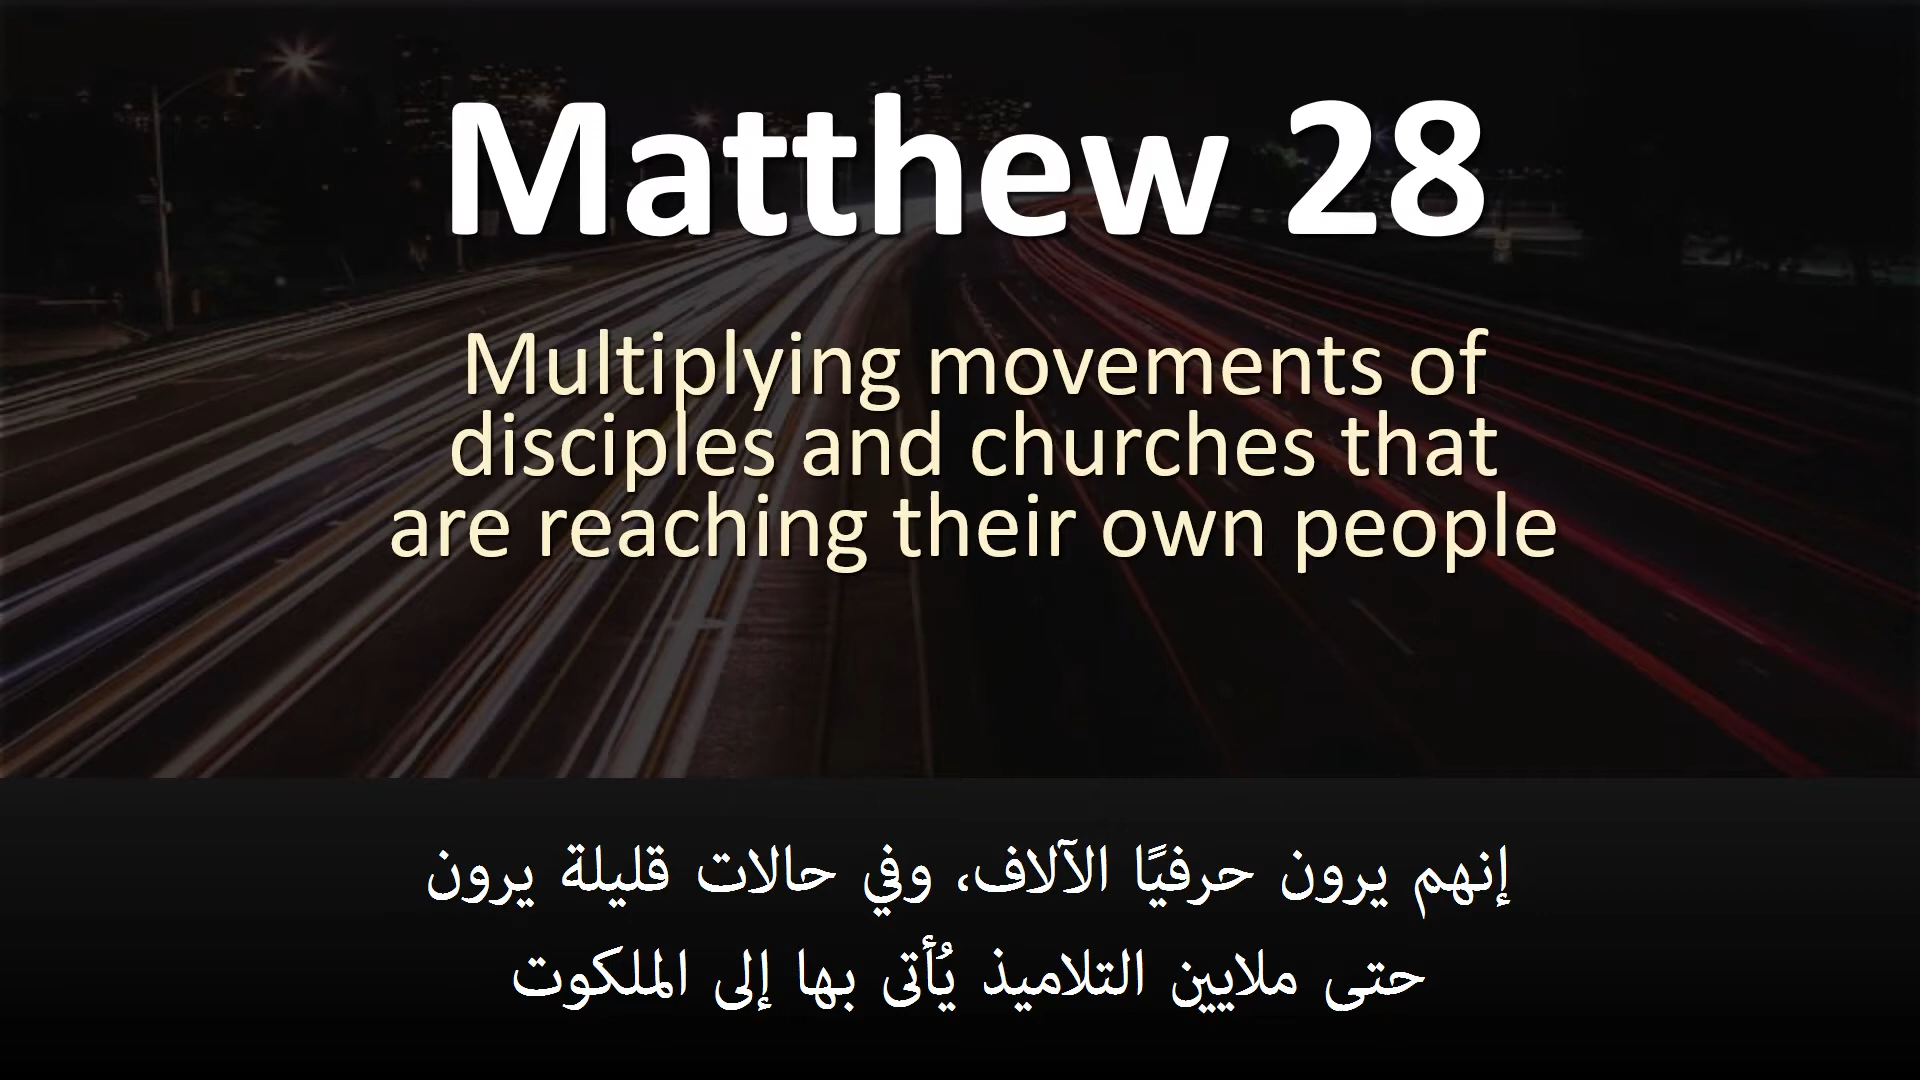 Matthew 28
Multiplying movements of
disciples and churches that
are reaching their own people
إنهم يرون حرفيًا الآلاف، وفي حالات قليلة يرون
حتى ملايين التلاميذ يُأتى بها إلى الملكوت